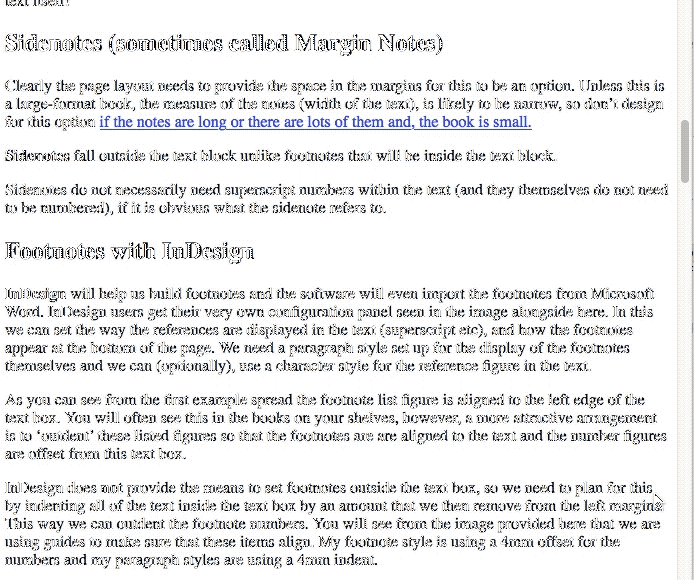 text itself?
Sidenotes (sometimes called Margin Notes)
Clearly the page layout needs to provide the space in the margins for this to be an option. Unless this is
a large-format book, the measure of the notes (width of the text), is likely to be narrow, so don't design
for this option if the notes are long or there are lots of them and, the book is small.
Sidenotes fall outside the text block unlike footnotes that will be inside the text block.
Sidenotes do not necessarily need superscript numbers within the text (and they themselves do not need
to be numbered), if it is obvious what the sidenote refers to.
Footnotes with InDesign
InDesign will help us build footnotes and the software will even import the footnotes from Microsoft
Word. InDesign users get their very own configuration panel seen in the image alongside here. In this
we can set the way the references are displayed in the text (superscript etc), and how the footnotes
appear at the bottom of the page. We need a paragraph style set up for the display of the footnotes
themselves and we can (optionally), use a character style for the reference figure in the text.
As you can see from the first example spread the footnote list figure is aligned to the left edge of the
text box. You will often see this in the books on your shelves, however, a more attractive arrangement
is to ‘outdent’ these listed figures so that the footnotes are are aligned to the text and the number figures
are offset from this text box.
InDesign does not provide the means to set footnotes outside the text box, so we need to plan for this
by indenting all of the text inside the text box by an amount that we then remove from the left margins
This way we can outdent the footnote numbers. You will see from the image provided here that we are
using guides to make sure that these items align. My footnote style is using a 4mm offset for the
numbers and my paragraph styles are using a 4mm indent.